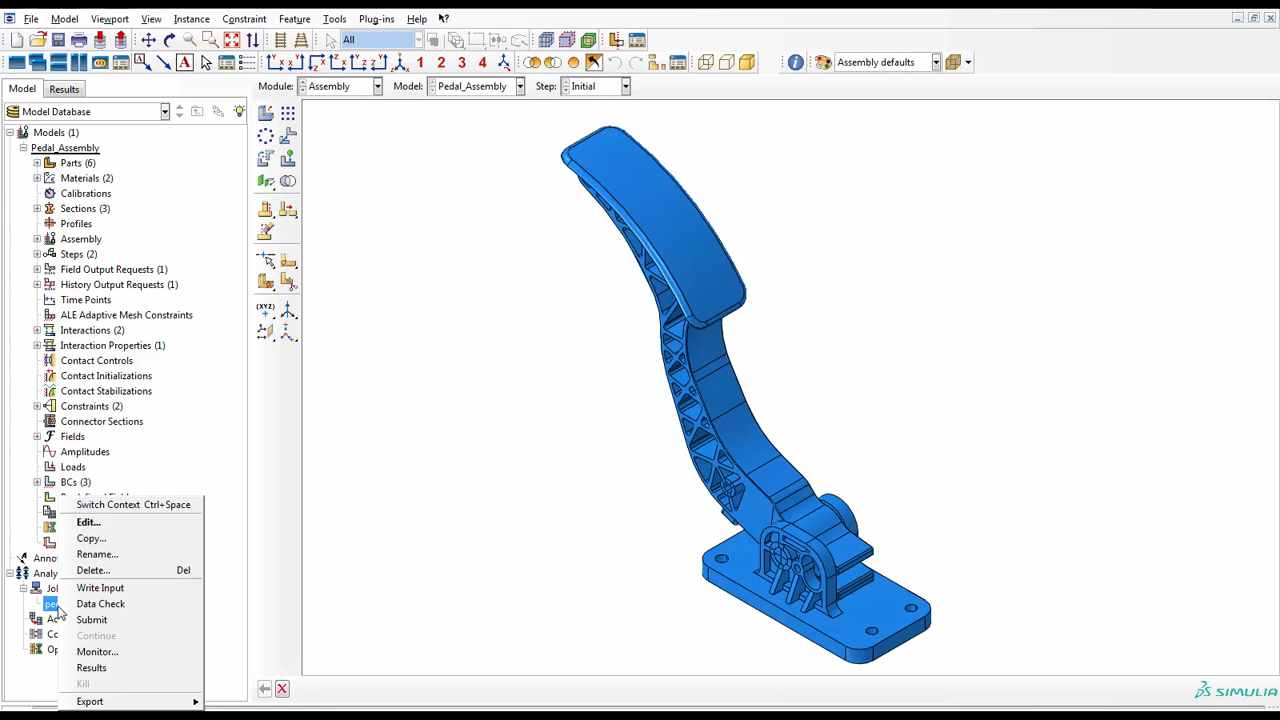 File Model Viewport View Instance Constraint Feature Tools Plug-ins Help
All
1 2 3 4 Assembly defaults
Model Results Module: Assembly Model: Pedal_Assembly Step: Initial
Model Database
Models (1)
Pedal_Assembly
Parts (6)
Materials (2)
Calibrations
Sections (3)
Profiles
Assembly
Steps (2)
Field Output Requests (1)
History Output Requests (1)
Time Points
ALE Adaptive Mesh Constraints
Interactions (2)
Interaction Properties (1)
Contact Controls
Contact Initializations
Contact Stabilizations
Constraints (2)
Connector Sections
Fields
Amplitudes
Loads
BCs (3)
Switch Context Ctrl+Space
Edit...
Copy...
Rename...
Delete... Del
Write Input
Data Check
Submit
Continue
Monitor...
Results
Kill
Export
SIMULIA